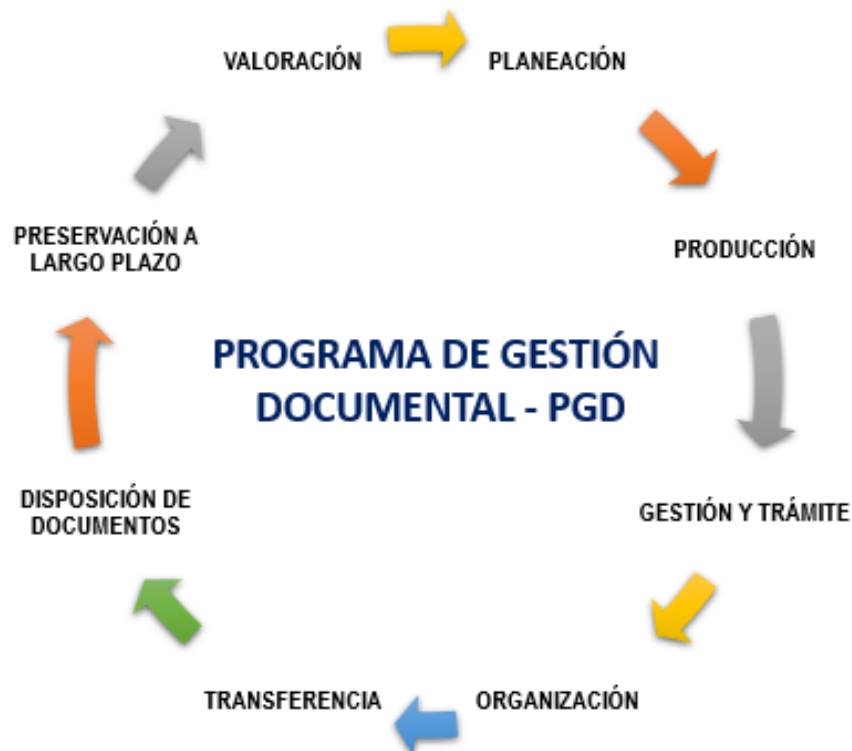 VALORACIÓN
PLANEACIÓN
PRODUCCIÓN
GESTIÓN Y TRÁMITE
ORGANIZACIÓN
TRANSFERENCIA
DISPOSICIÓN DE
DOCUMENTOS
PRESERVACIÓN A
LARGO PLAZO
PROGRAMA DE GESTIÓN
DOCUMENTAL - PGD